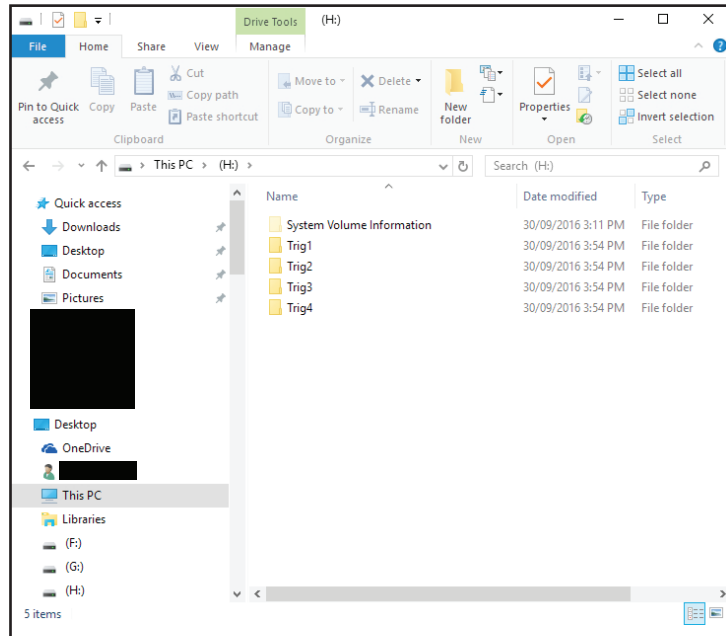 Drive Tools (H:)
File Home Share View Manage
Pin to Quick access
Copy
Paste
Cut
Copy path
Paste shortcut
Clipboard
Move to
Copy to
Delete
Rename
Organize
New folder
New
Properties
Open
Select all
Select none
Invert selection
Select
This PC (H:)
Search (H:)
Quick access
Downloads
Desktop
Documents
Pictures
Desktop
OneDrive
This PC
Libraries
(F:)
(G:)
(H:)
Name Date modified Type
System Volume Information 30/09/2016 3:11 PM File folder
Trig1 30/09/2016 3:54 PM File folder
Trig2 30/09/2016 3:54 PM File folder
Trig3 30/09/2016 3:54 PM File folder
Trig4 30/09/2016 3:54 PM File folder
5 items